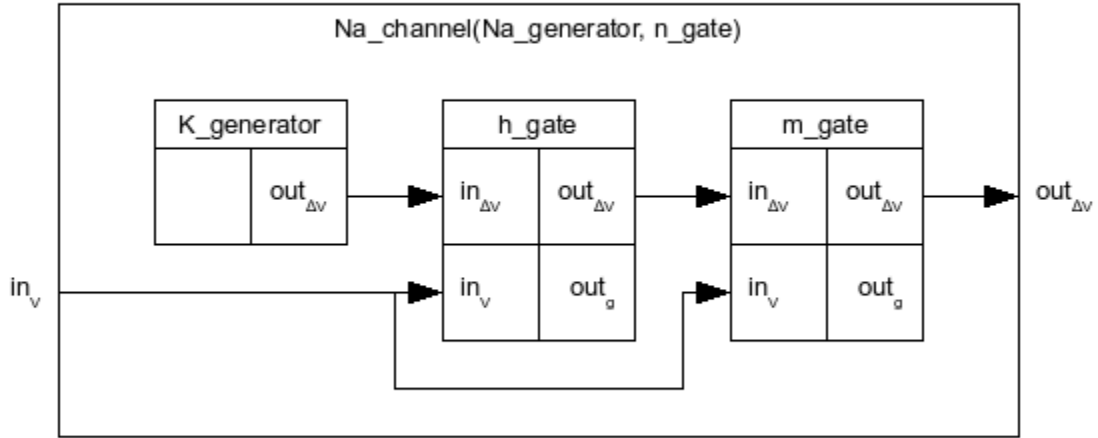 Na_channel(Na_generator, n_gate)
K_generator
h_gate
m_gate
out_ΔV
in_ΔV
out_ΔV
in_ΔV
out_ΔV
out_ΔV
in_V
in_V
out_g
in_V
out_g